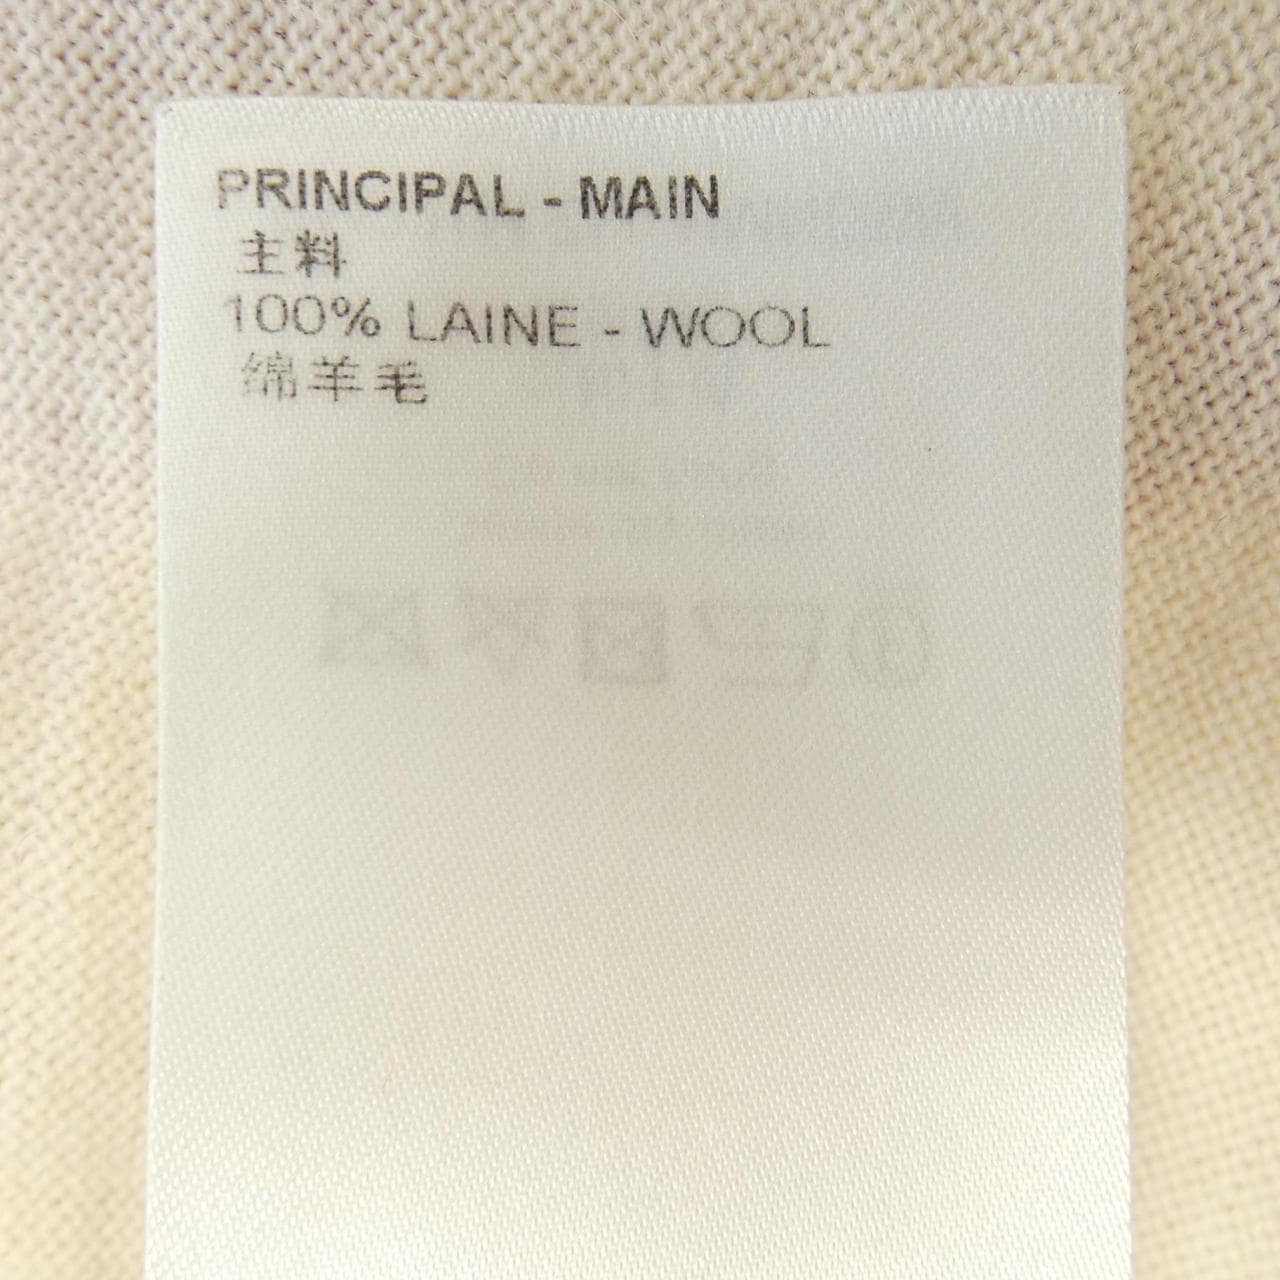 PRINCIPAL - MAIN
主料
100% LAINE - WOOL
绵羊毛